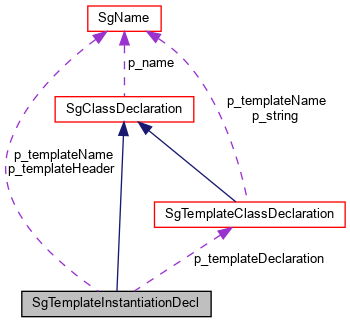 SgName
p_name
SgClassDeclaration
p_templateName
p_string
p_templateName
p_templateHeader
SgTemplateClassDeclaration
p_templateDeclaration
SgTemplateInstantiationDecl